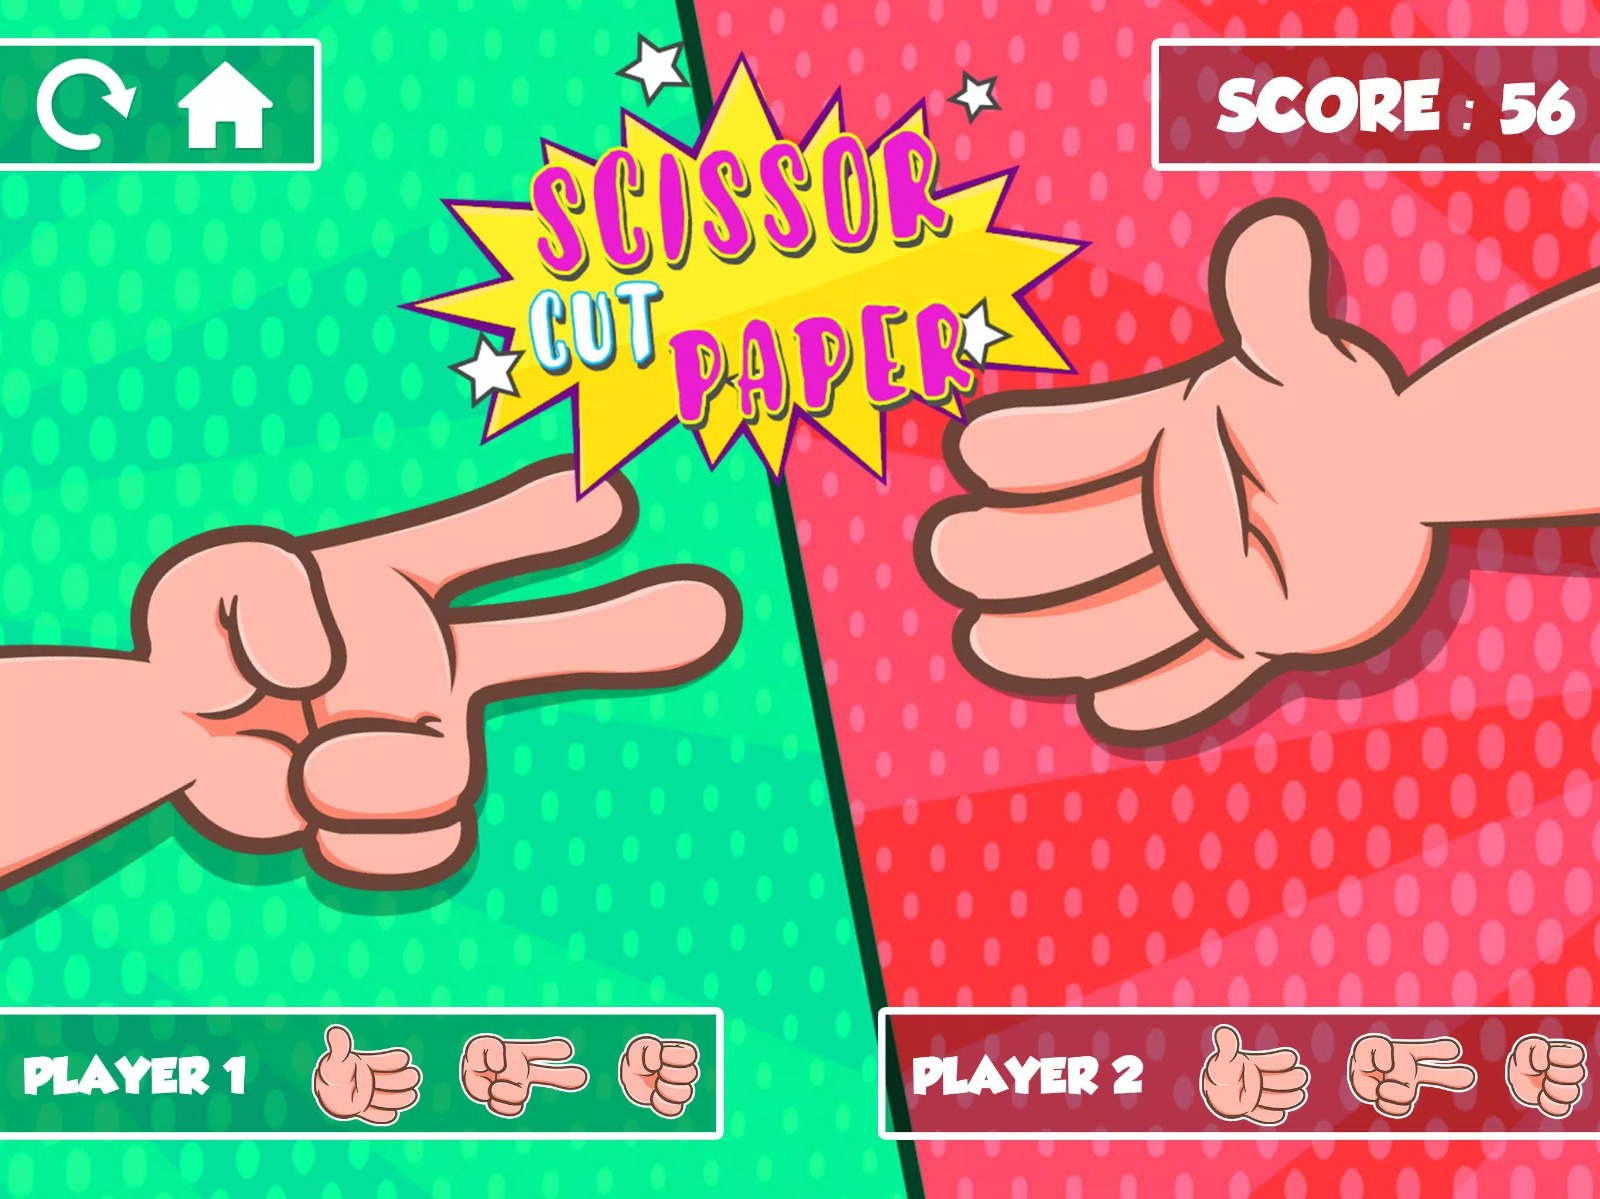 SCORE : 56
SCISSOR
CUT
PAPER
PLAYER 1
PLAYER 2